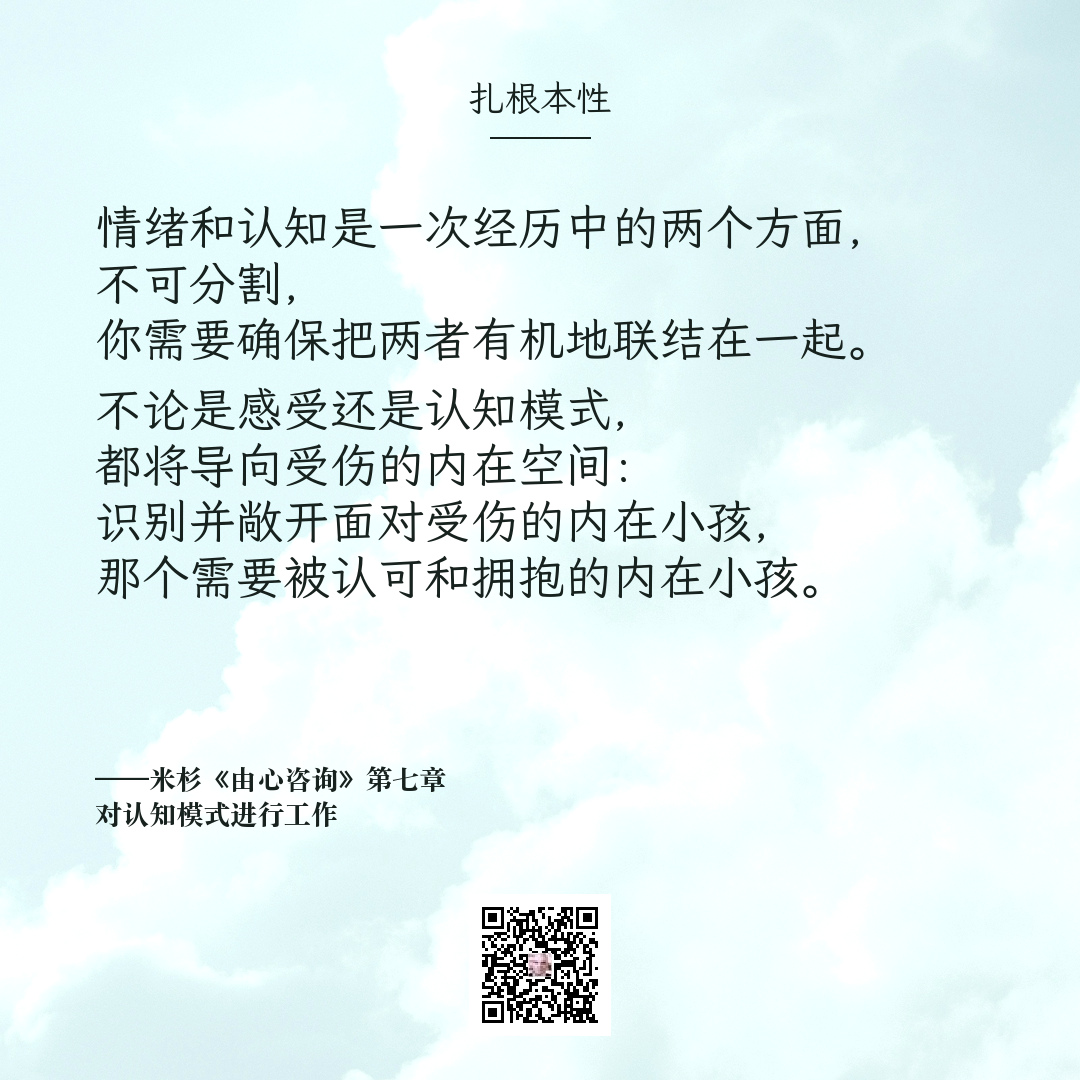 扎根本性
情绪和认知是一次经历中的两个方面，
不可分割，
你需要确保把两者有机地联结在一起。
不论是感受还是认知模式，
都将导向受伤的内在空间：
识别并敞开面对受伤的内在小孩，
那个需要被认可和拥抱的内在小孩。
——米杉《由心咨询》第七章
对认知模式进行工作